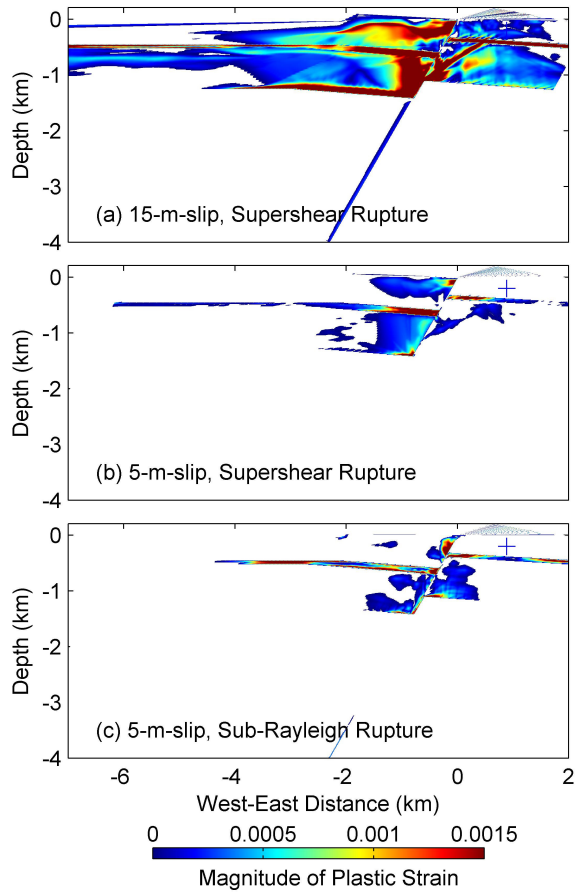 0
-1
-2
-3
-4
Depth (km)
(a) 15-m-slip, Supershear Rupture
0
-1
-2
-3
-4
Depth (km)
(b) 5-m-slip, Supershear Rupture
0
-1
-2
-3
-4
Depth (km)
(c) 5-m-slip, Sub-Rayleigh Rupture
-6 -4 -2 0 2
West-East Distance (km)
0 0.0005 0.001 0.0015
Magnitude of Plastic Strain